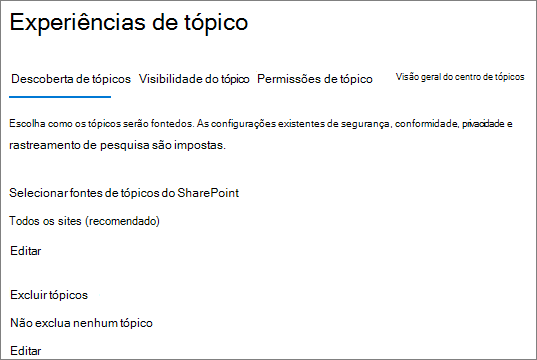 Experiências de tópico
Descoberta de tópicos Visibilidade do tópico Permissões de tópico Visão geral do centro de tópicos
Escolha como os tópicos serão fontedos. As configurações existentes de segurança, conformidade, privacidade e
rastreamento de pesquisa são impostas.
Selecionar fontes de tópicos do SharePoint
Todos os sites (recomendado)
Editar
Excluir tópicos
Não exclua nenhum tópico
Editar